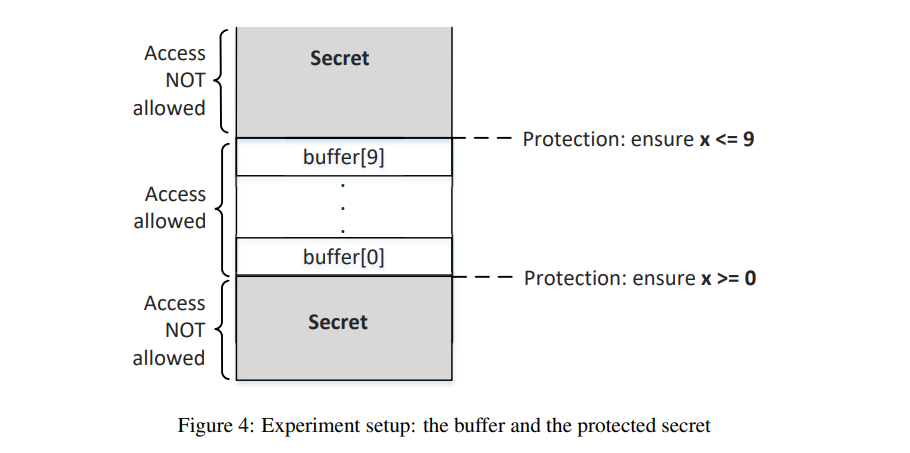 Access
NOT
allowed
Secret
Protection: ensure x <= 9
buffer[9]
.
.
.
Access
allowed
buffer[0]
Protection: ensure x >= 0
Access
NOT
allowed
Secret
Figure 4: Experiment setup: the buffer and the protected secret